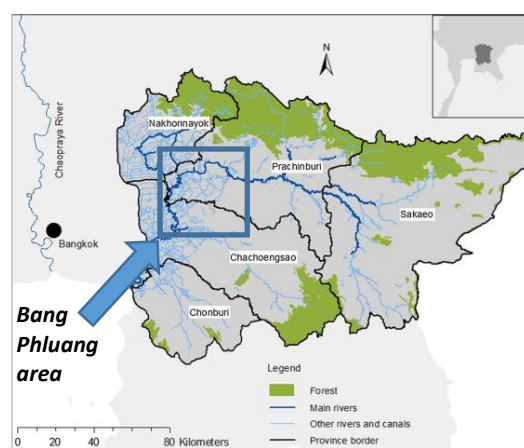 N
Nakhonnayok
Chaopraya River
Prachinburi
Sakaeo
Bangkok
Chachoengsao
Bang
Phluang
area
Chonburi
Legend
Forest
Main rivers
Other rivers and canals
Province border
0 20 40 80 Kilometers